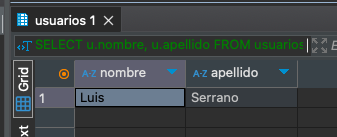 usuarios 1
SELECT u.nombre, u.apellido FROM usuarios
Grid
A-Z nombre
A-Z apellido
1
Luis
Serrano